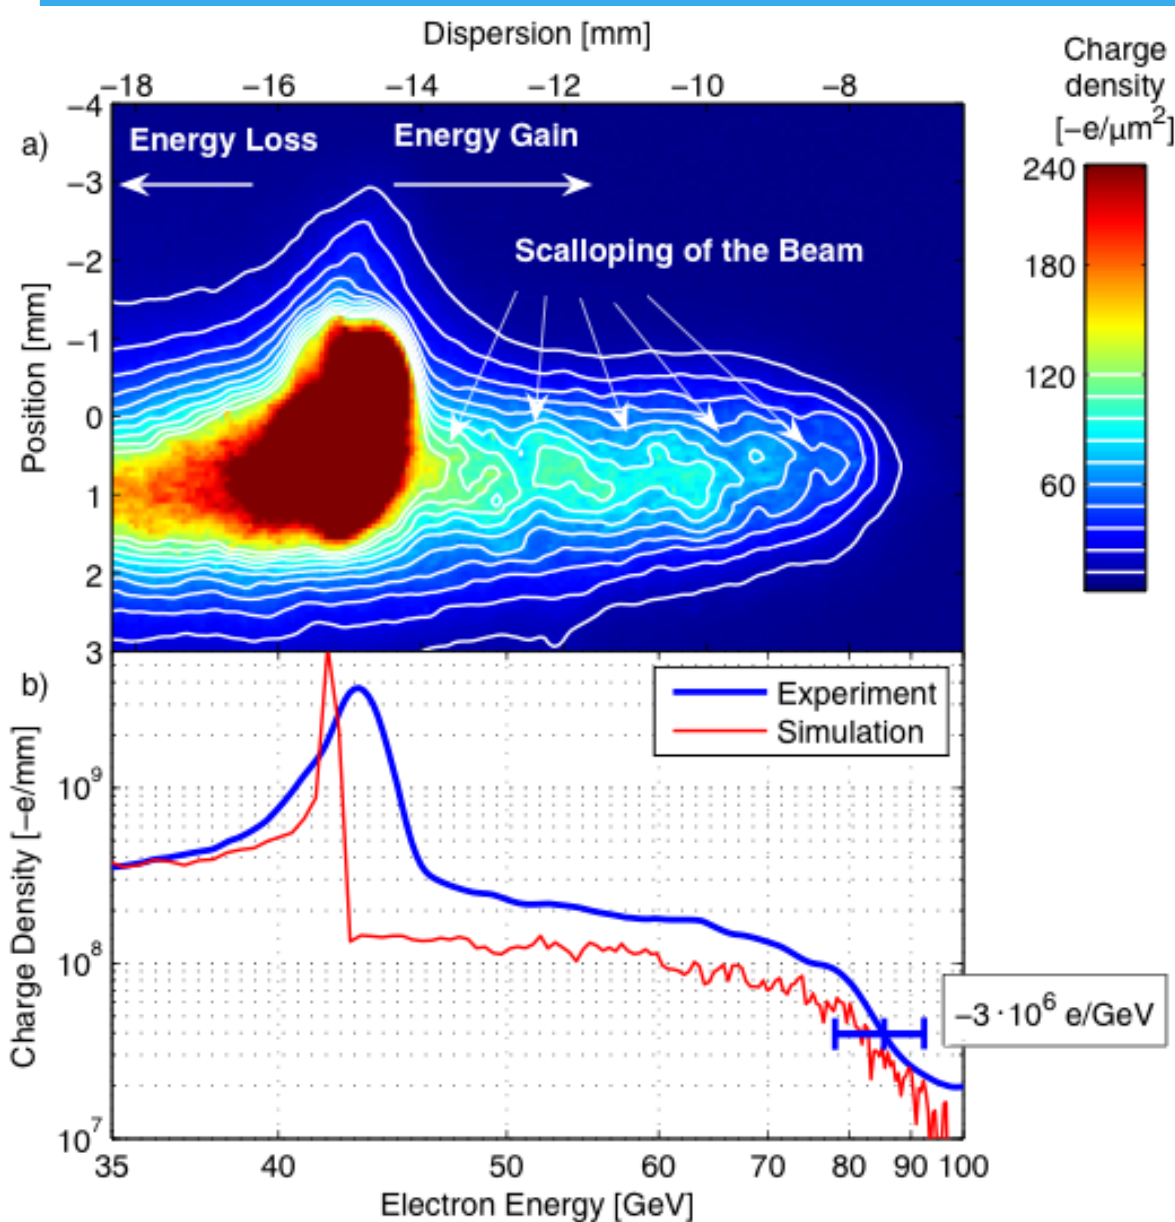 Dispersion [mm]
−18 −16 −14 −12 −10 −8
Charge
density
[−e/µm²]
a)
Position [mm]
−4
−3
−2
−1
0
1
2
3
Energy Loss
Energy Gain
Scalloping of the Beam
240
180
120
60
b)
Charge Density [−e/mm]
10⁹
10⁸
10⁷
Experiment
Simulation
−3·10⁶ e/GeV
35 40 50 60 70 80 90 100
Electron Energy [GeV]